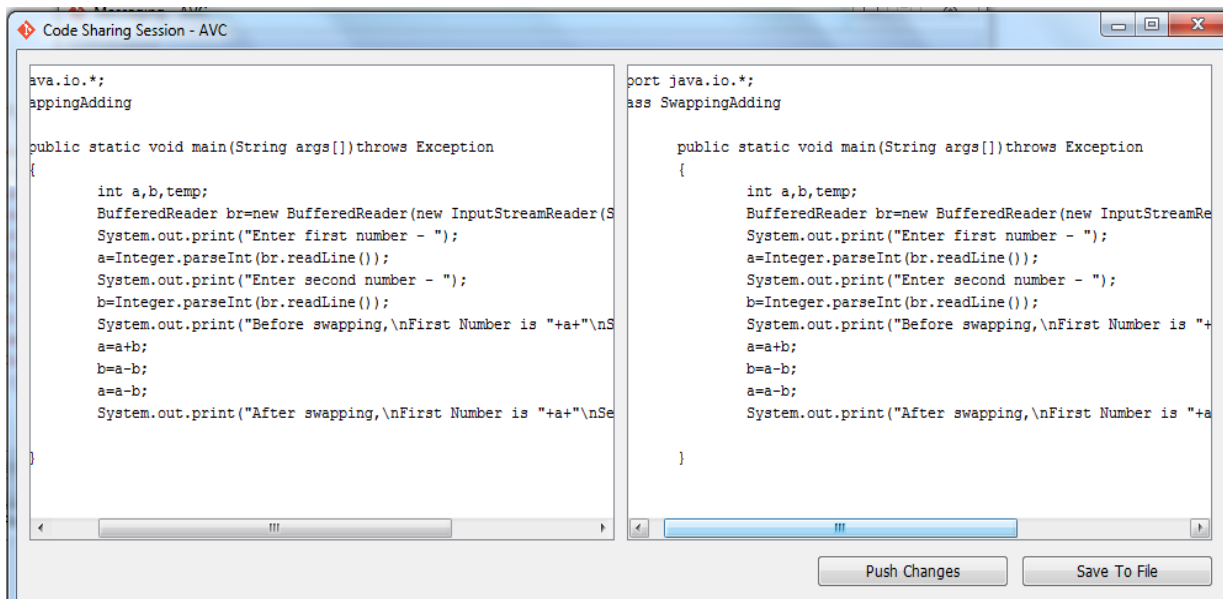 Messaging - AVC
Code Sharing Session - AVC
ava.io.*;
appingAdding
public static void main(String args[])throws Exception
{
int a,b,temp;
BufferedReader br=new BufferedReader(new InputStreamReader(S
System.out.print("Enter first number - ");
a=Integer.parseInt(br.readLine());
System.out.print("Enter second number - ");
b=Integer.parseInt(br.readLine());
System.out.print("Before swapping,\nFirst Number is "+a+"\nS
a=a+b;
b=a-b;
a=a-b;
System.out.print("After swapping,\nFirst Number is "+a+"\nSe
}
port java.io.*;
ass SwappingAdding
public static void main(String args[])throws Exception
{
int a,b,temp;
BufferedReader br=new BufferedReader(new InputStreamRe
System.out.print("Enter first number - ");
a=Integer.parseInt(br.readLine());
System.out.print("Enter second number - ");
b=Integer.parseInt(br.readLine());
System.out.print("Before swapping,\nFirst Number is "+
a=a+b;
b=a-b;
a=a-b;
System.out.print("After swapping,\nFirst Number is "+a
}
Push Changes
Save To File